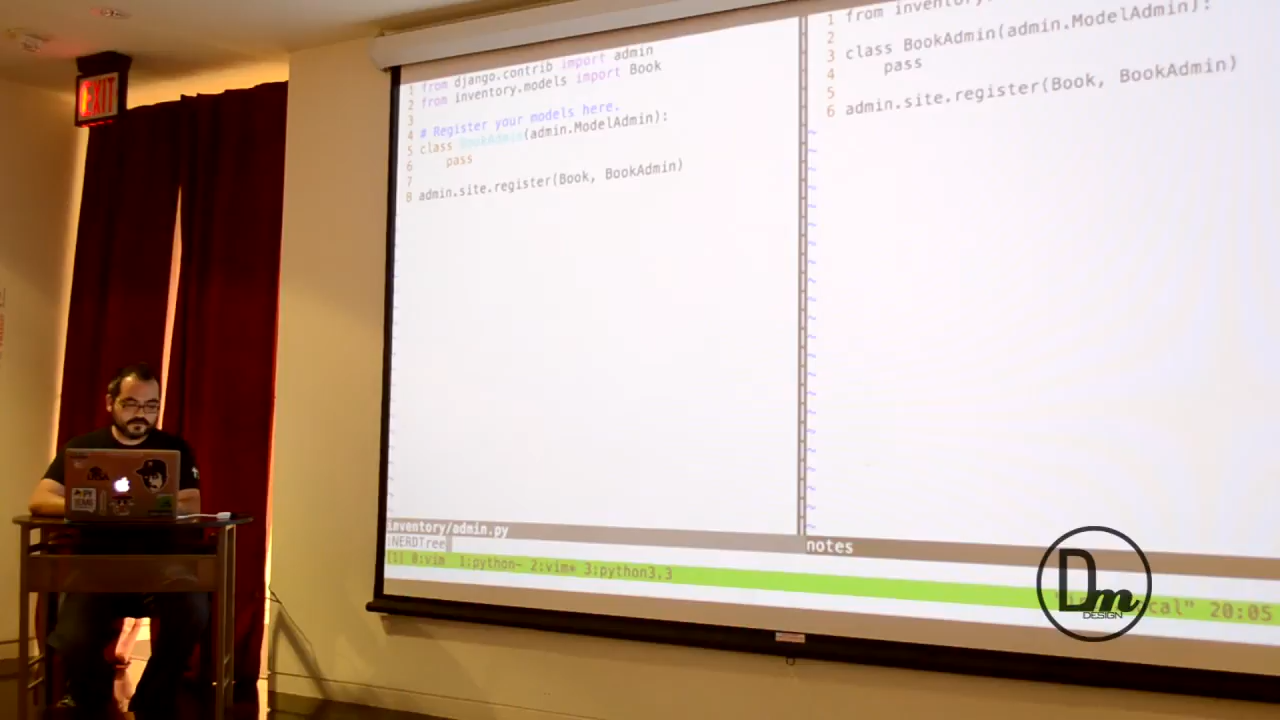 EXIT
1 from django.contrib import admin
2 from inventory.models import Book
3
4 # Register your models here.
5 class BookAdmin(admin.ModelAdmin):
6     pass
7
8 admin.site.register(Book, BookAdmin)
~
inventory/admin.py
:NERDTree
[1] 0:vim 1:python- 2:vim* 3:python3.3
1 from inventory.
2
3 class BookAdmin(admin.ModelAdmin):
4     pass
5
6 admin.site.register(Book, BookAdmin)
~
notes
cal" 20:05
Dm
DESIGN